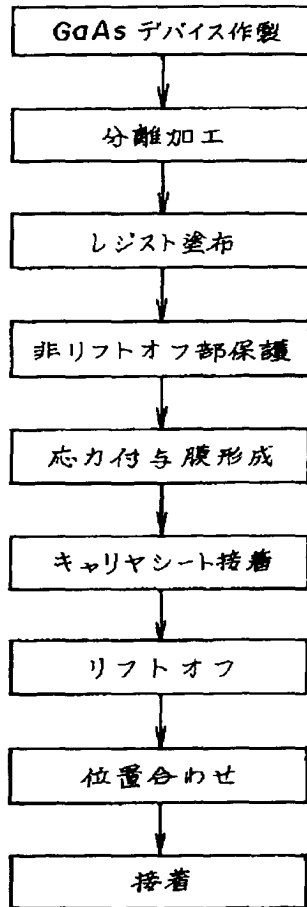 GaAs デバイス作製
分離加工
レジスト塗布
非リフトオフ部保護
応力付与膜形成
キャリヤシート接着
リフトオフ
位置合わせ
接着